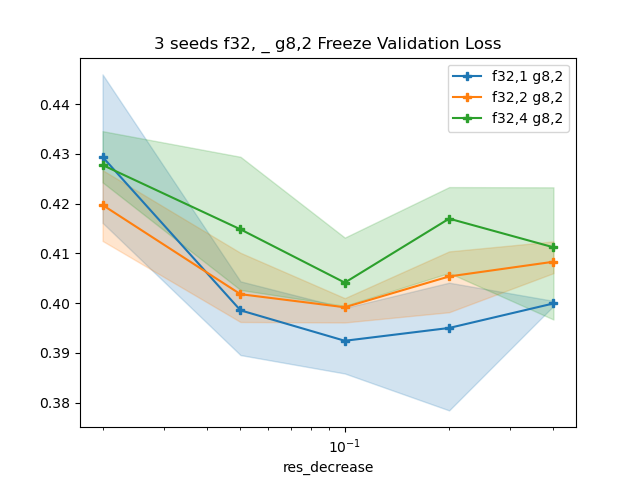 3 seeds f32, _ g8,2 Freeze Validation Loss
f32,1 g8,2
f32,2 g8,2
f32,4 g8,2
0.44
0.43
0.42
0.41
0.40
0.39
0.38
10⁻¹
res_decrease